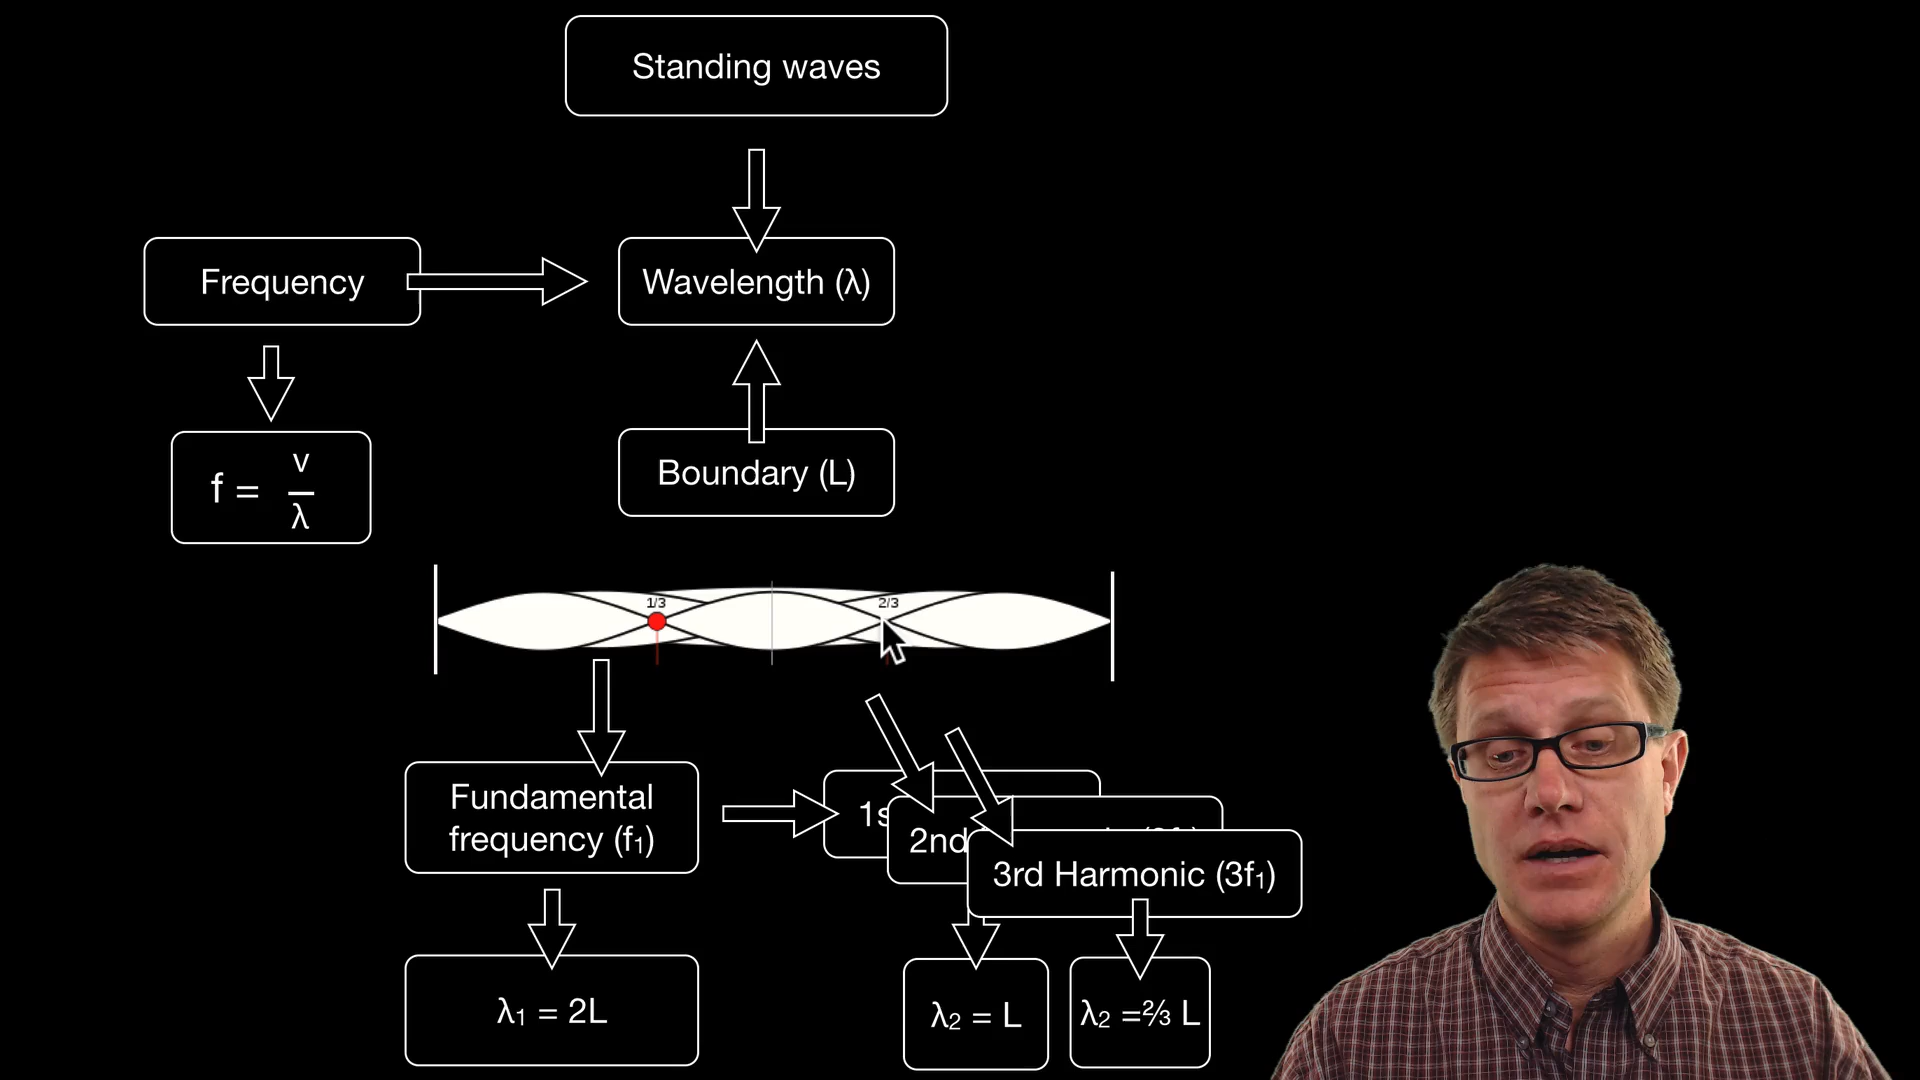 Standing waves
Frequency
Wavelength (λ)
f = v/λ
Boundary (L)
1/3
2/3
Fundamental
frequency (f₁)
2nd
3rd Harmonic (3f₁)
λ₁ = 2L
λ₂ = L
λ₂ =⅔ L